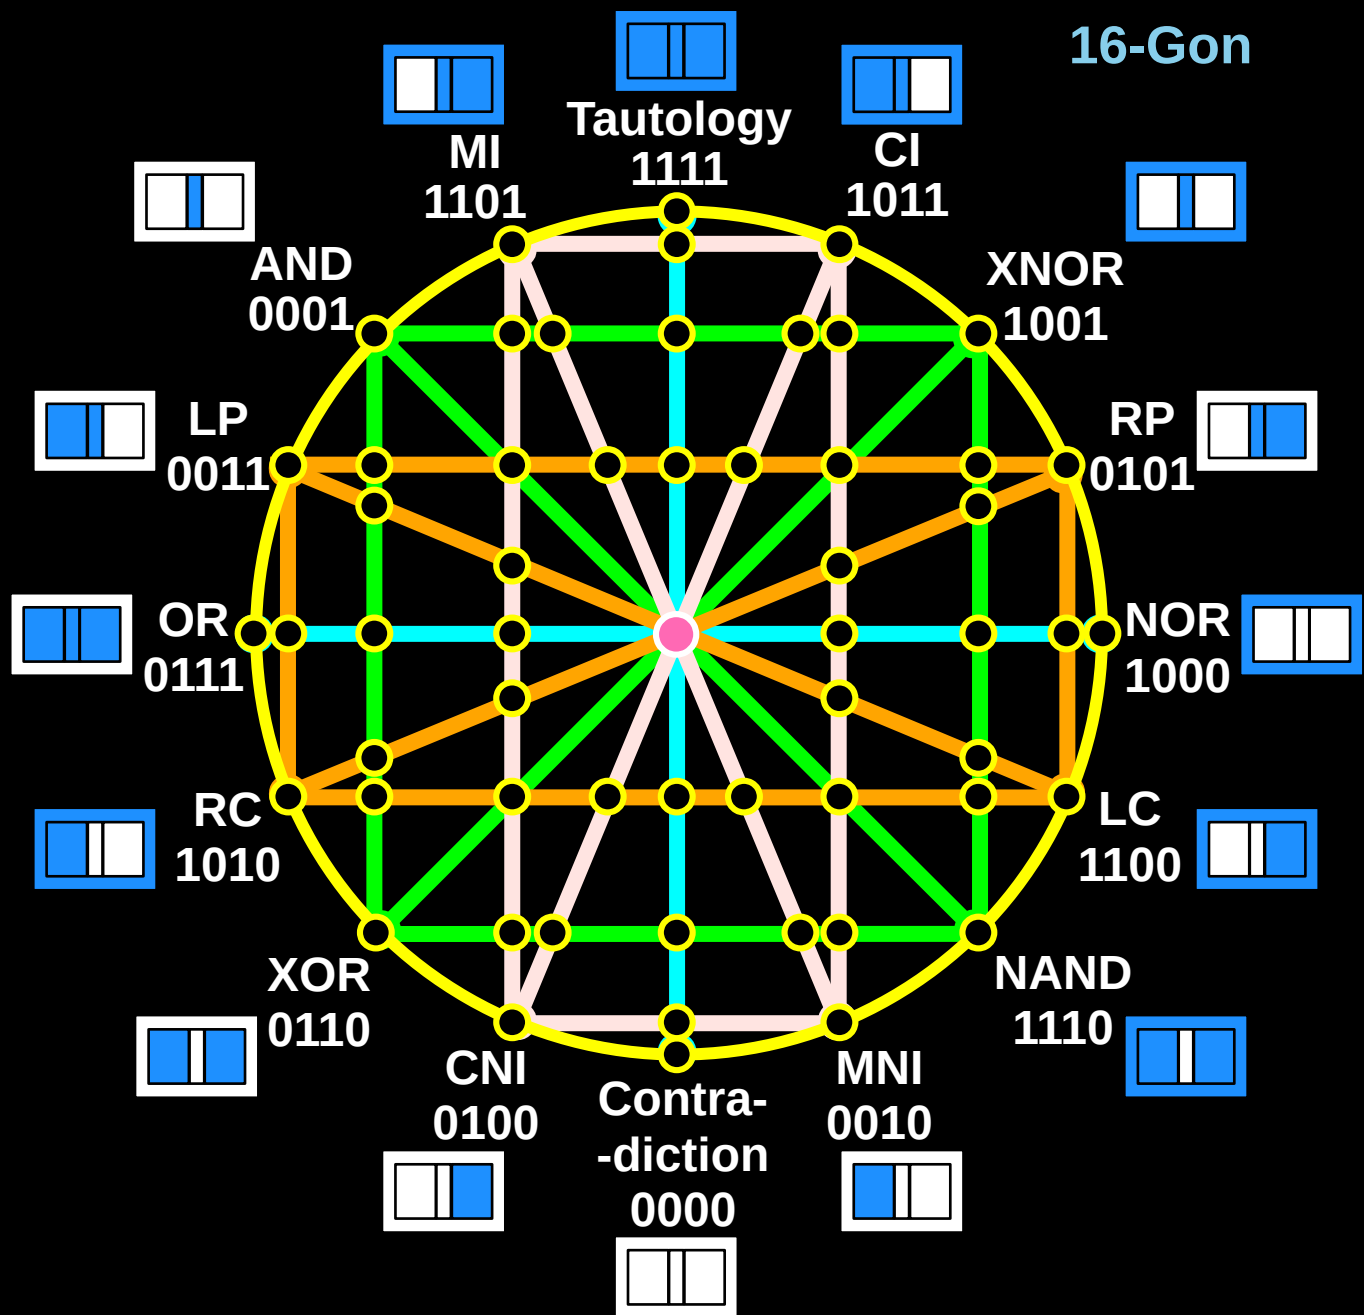 16-Gon
Tautology
1111
MI
1101
CI
1011
AND
0001
XNOR
1001
LP
0011
RP
0101
OR
0111
NOR
1000
RC
1010
LC
1100
XOR
0110
NAND
1110
CNI
0100
Contra-
-diction
0000
MNI
0010